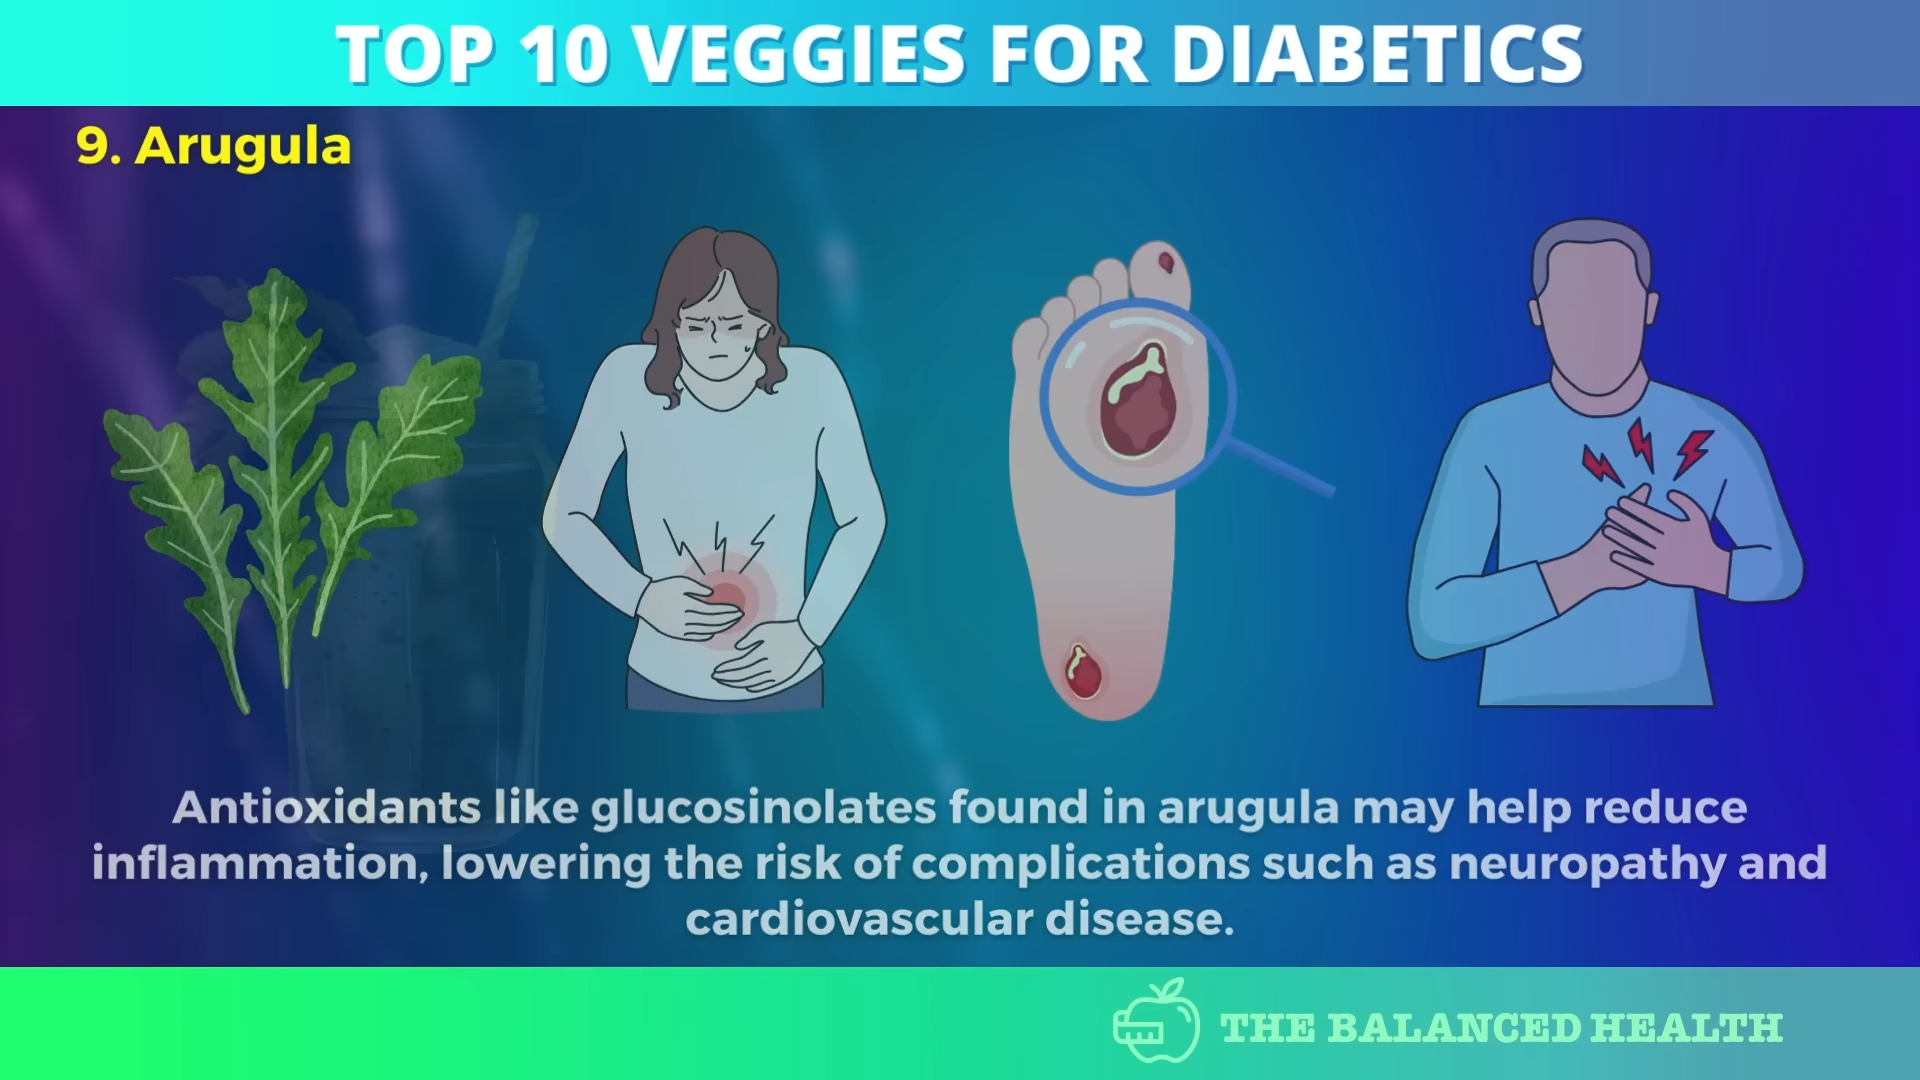 TOP 10 VEGGIES FOR DIABETICS
9. Arugula
Antioxidants like glucosinolates found in arugula may help reduce
inflammation, lowering the risk of complications such as neuropathy and
cardiovascular disease.
THE BALANCED HEALTH